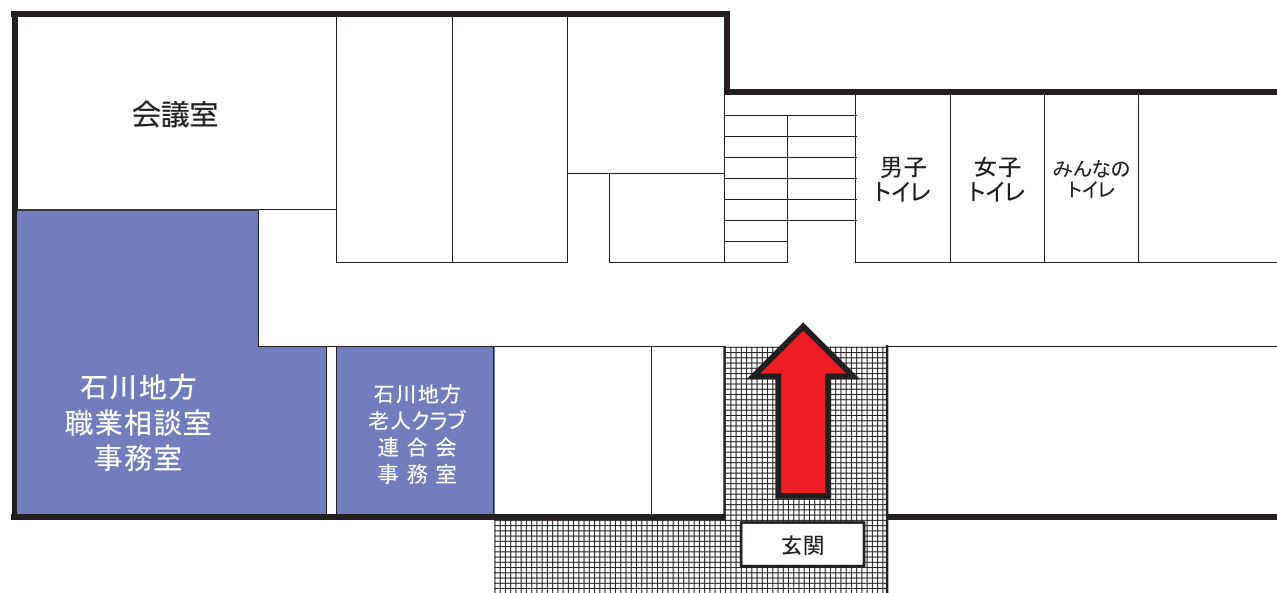 会議室
男子
トイレ
女子
トイレ
みんなの
トイレ
石川地方
職業相談室
事務室
石川地方
老人クラブ
連合会
事務室
玄関